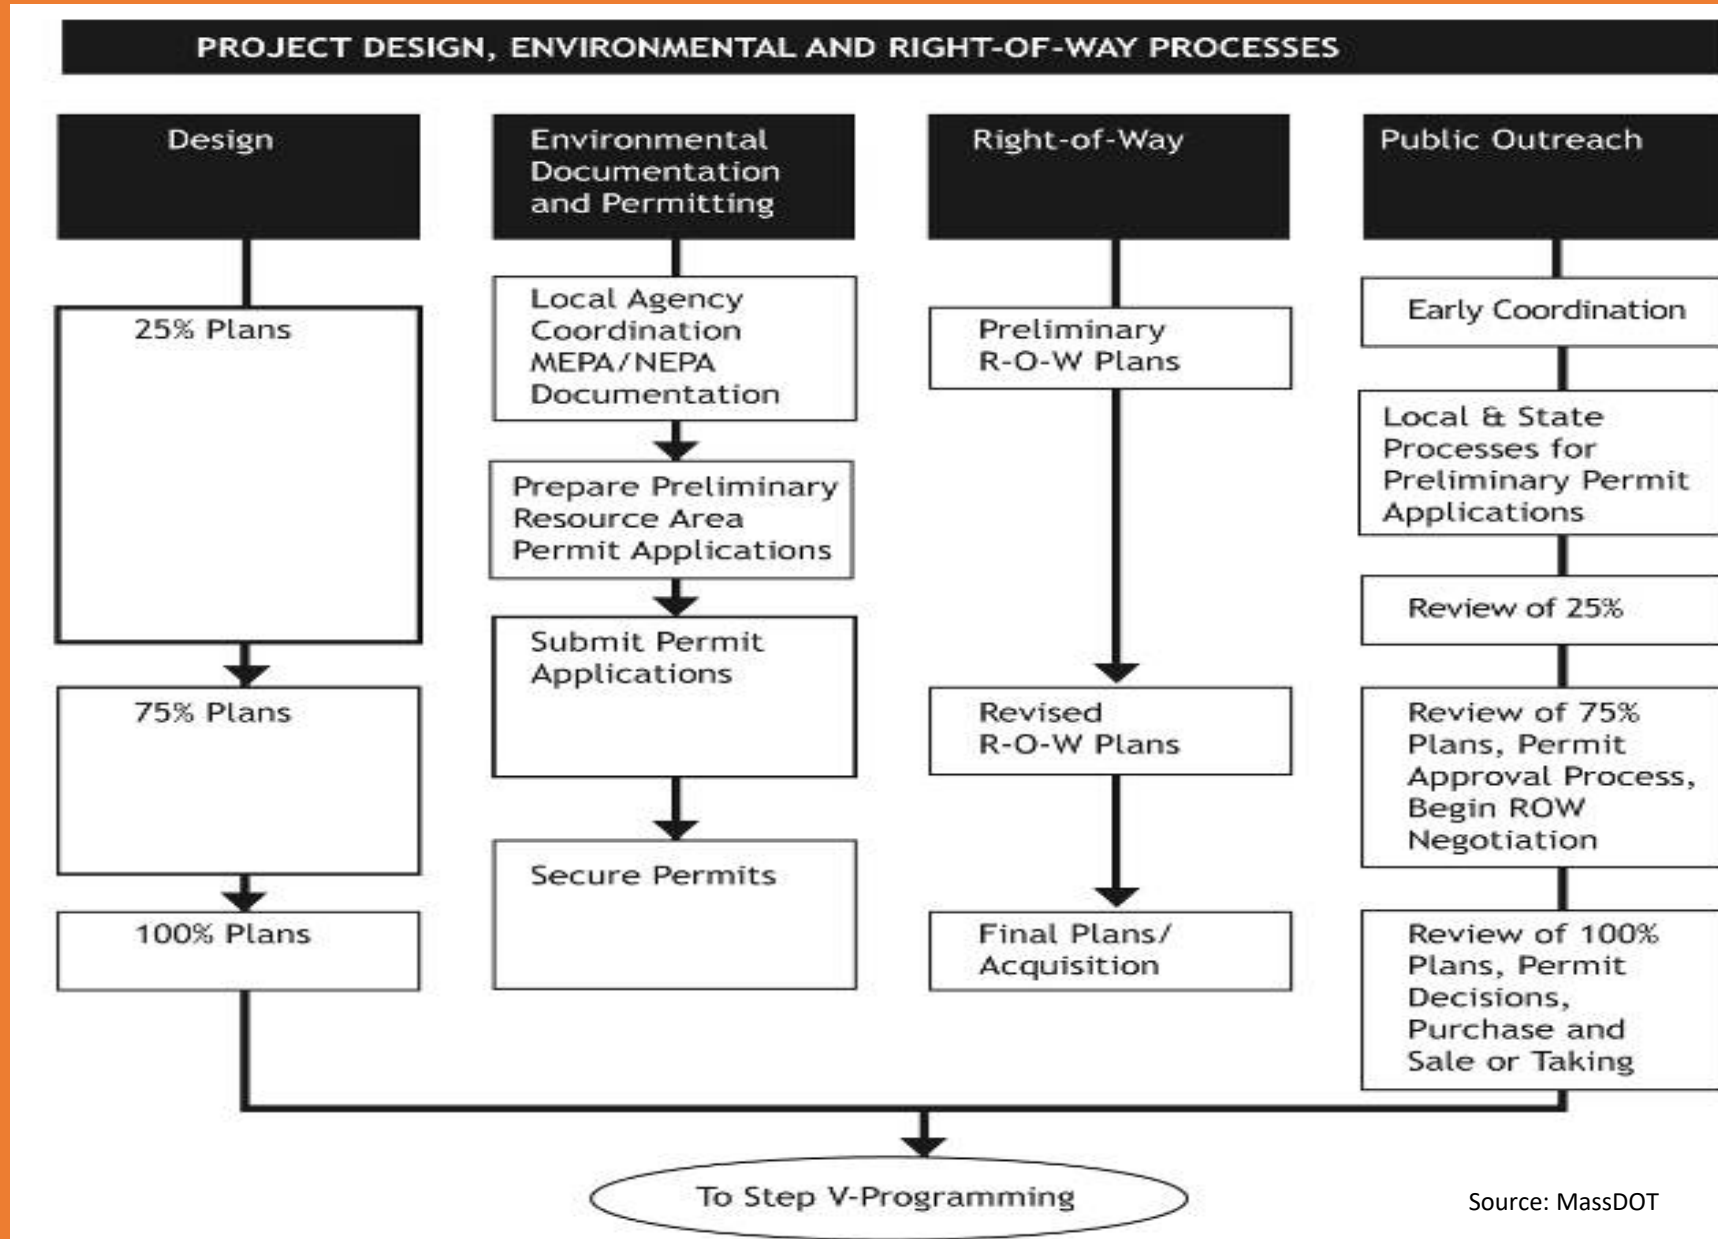 PROJECT DESIGN, ENVIRONMENTAL AND RIGHT-OF-WAY PROCESSES
Design
25% Plans
75% Plans
100% Plans
Environmental
Documentation
and Permitting
Local Agency
Coordination
MEPA/NEPA
Documentation
Prepare Preliminary
Resource Area
Permit Applications
Submit Permit
Applications
Secure Permits
Right-of-Way
Preliminary
R-O-W Plans
Revised
R-O-W Plans
Final Plans/
Acquisition
Public Outreach
Early Coordination
Local & State
Processes for
Preliminary Permit
Applications
Review of 25%
Review of 75%
Plans, Permit
Approval Process,
Begin ROW
Negotiation
Review of 100%
Plans, Permit
Decisions,
Purchase and
Sale or Taking
To Step V-Programming
Source: MassDOT